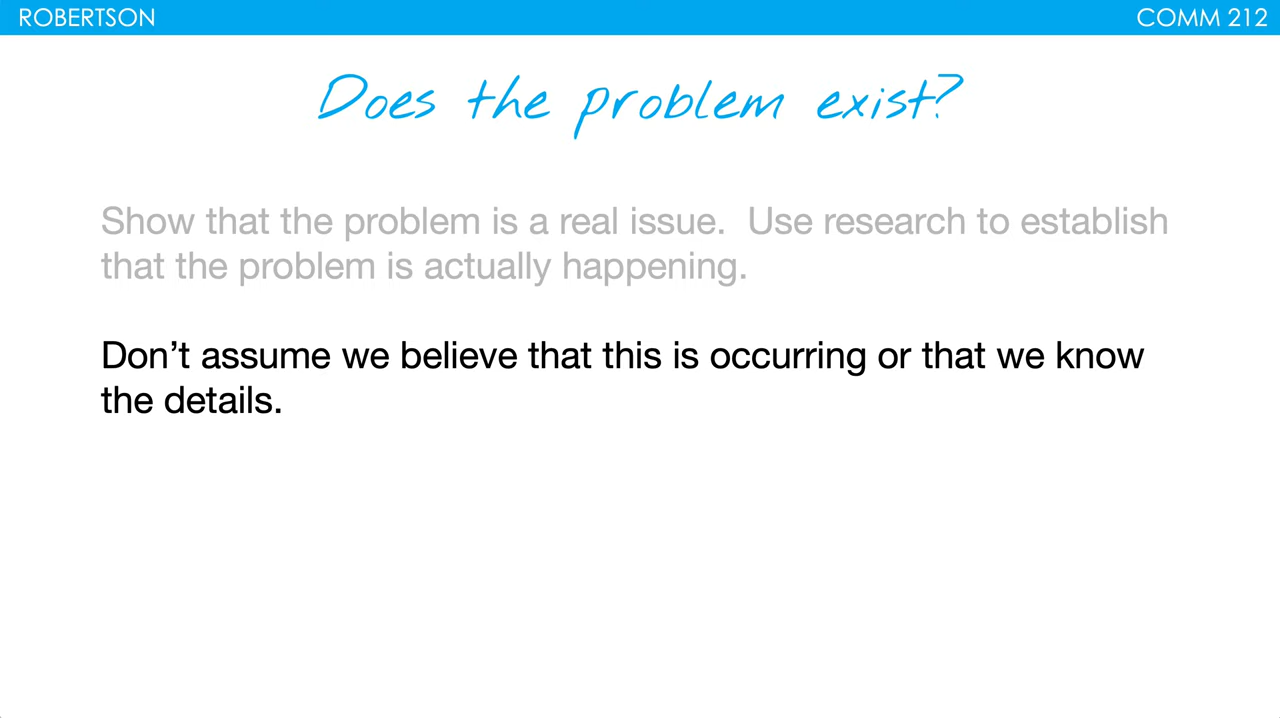 ROBERTSON
COMM 212
Does the problem exist?
Show that the problem is a real issue.  Use research to establish
that the problem is actually happening.
Don’t assume we believe that this is occurring or that we know
the details.